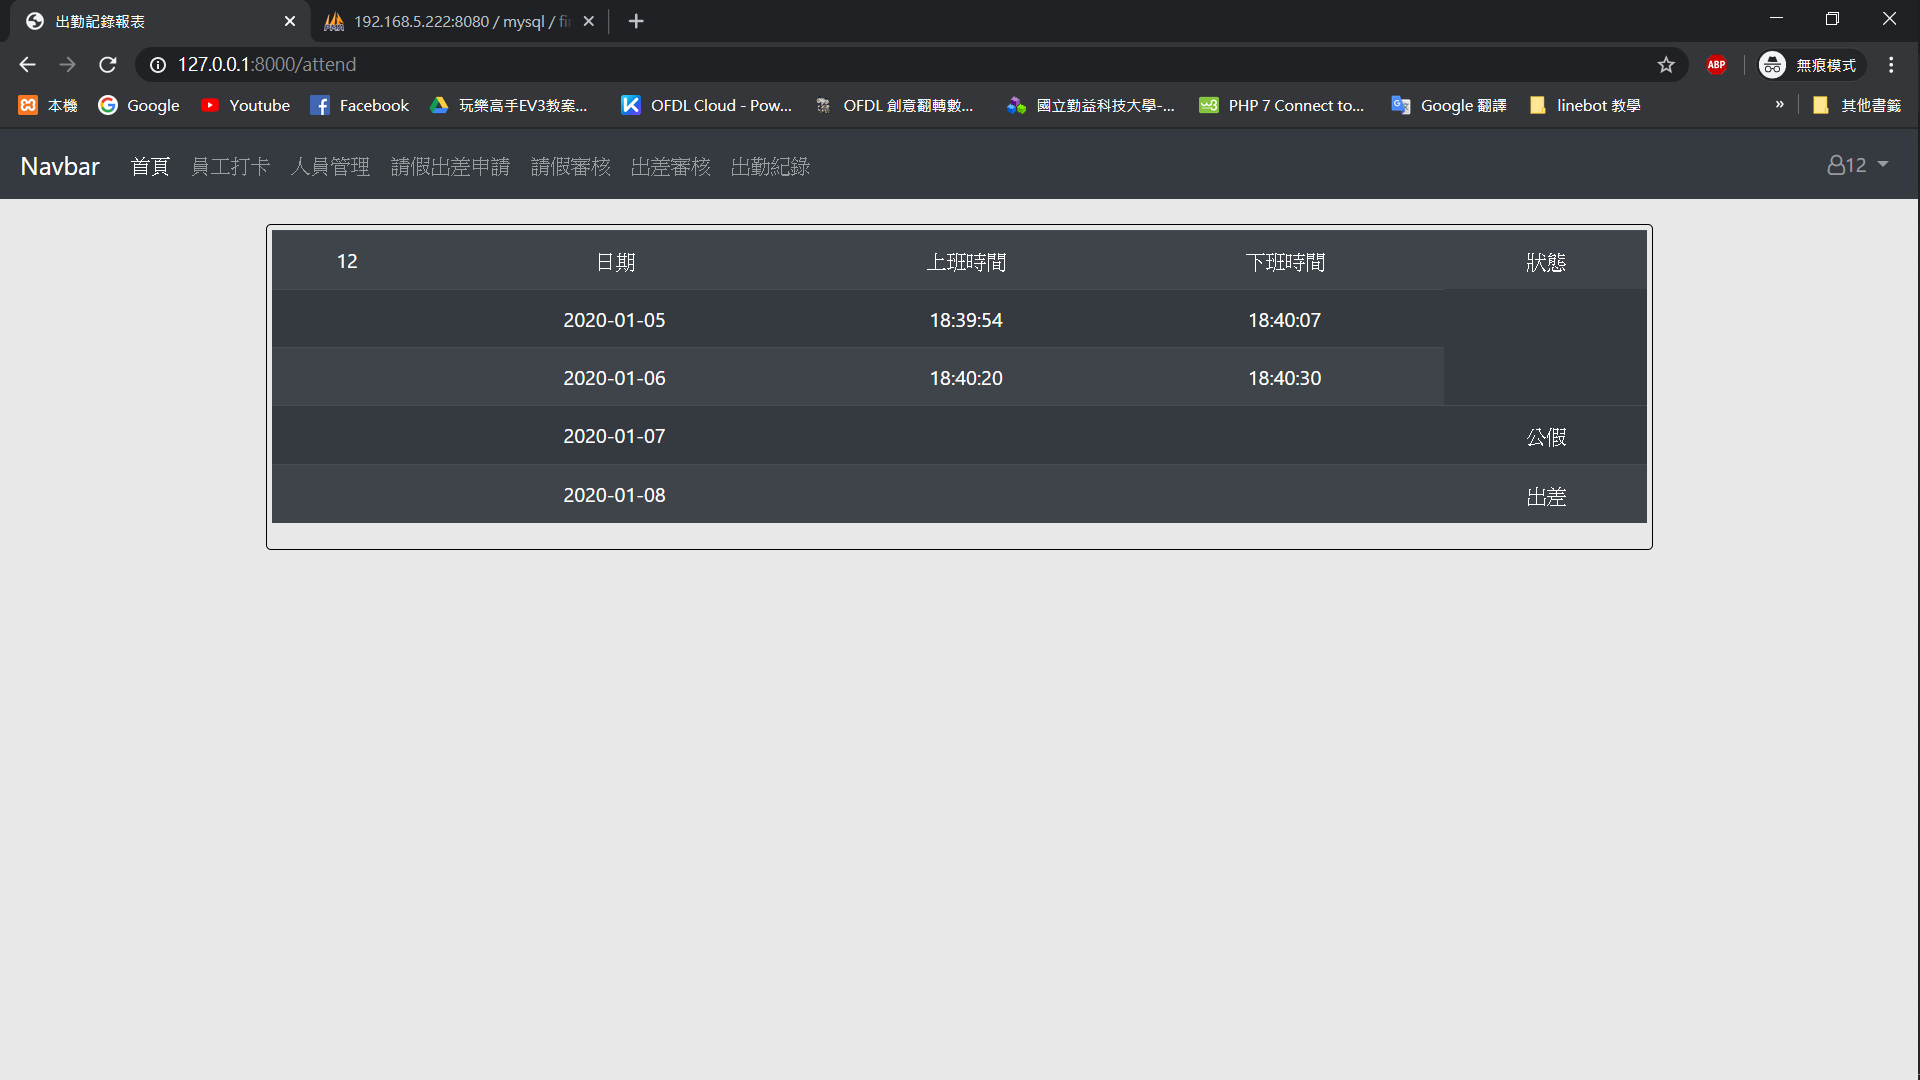 出勤記錄報表
192.168.5.222:8080 / mysql / fin
127.0.0.1:8000/attend
ABP
無痕模式
本機 Google Youtube Facebook 玩樂高手EV3教案... OFDL Cloud - Pow... OFDL 創意翻轉數... 國立勤益科技大學-... PHP 7 Connect to... Google 翻譯 linebot 教學 » 其他書籤
Navbar 首頁 員工打卡 人員管理 請假出差申請 請假審核 出差審核 出勤紀錄 12
12 日期 上班時間 下班時間 狀態
2020-01-05 18:39:54 18:40:07
2020-01-06 18:40:20 18:40:30
2020-01-07 公假
2020-01-08 出差